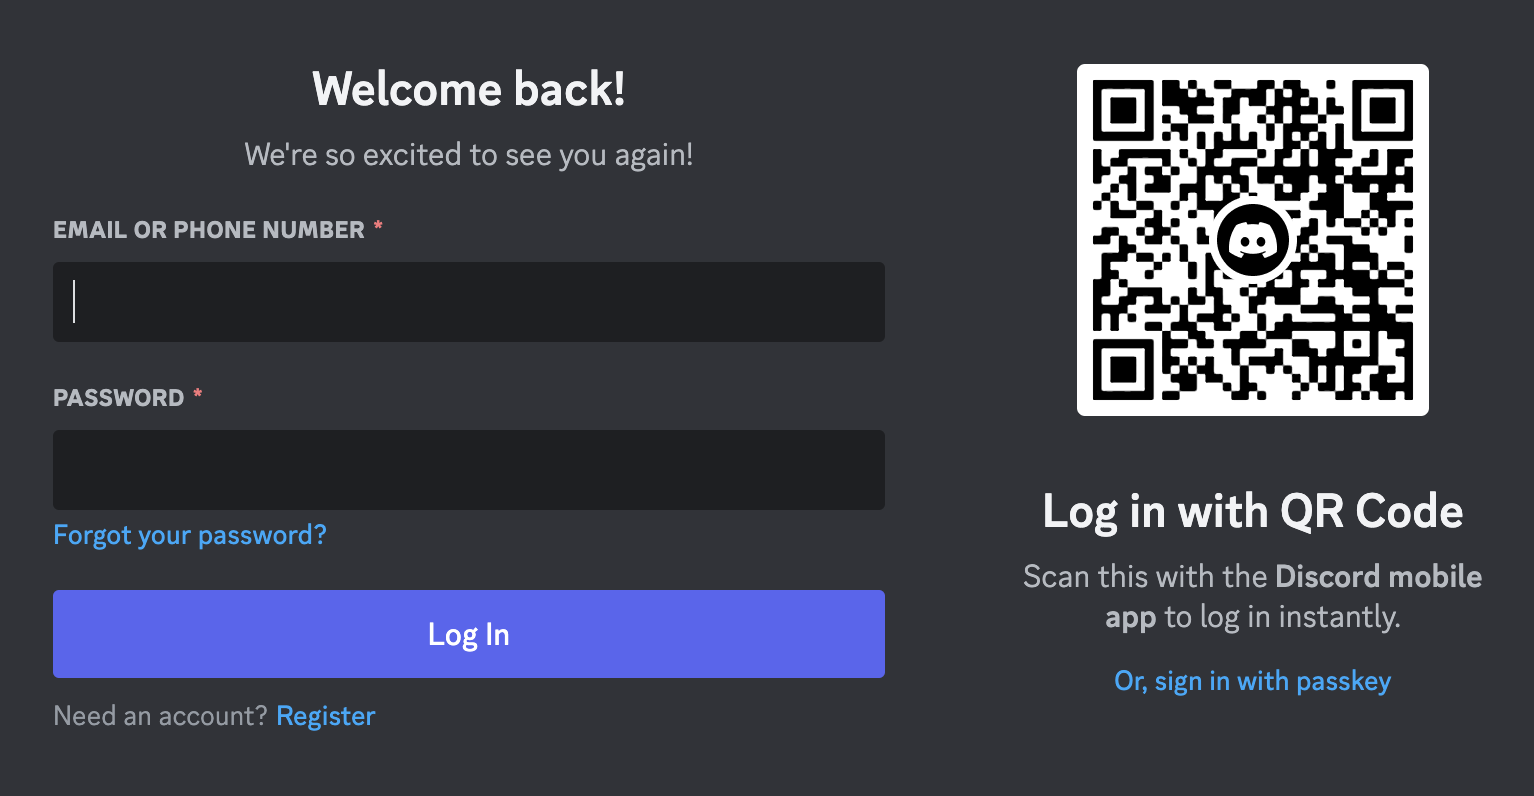 Welcome back!
We're so excited to see you again!
EMAIL OR PHONE NUMBER *
PASSWORD *
Forgot your password?
Log In
Need an account? Register
Log in with QR Code
Scan this with the Discord mobile
app to log in instantly.
Or, sign in with passkey